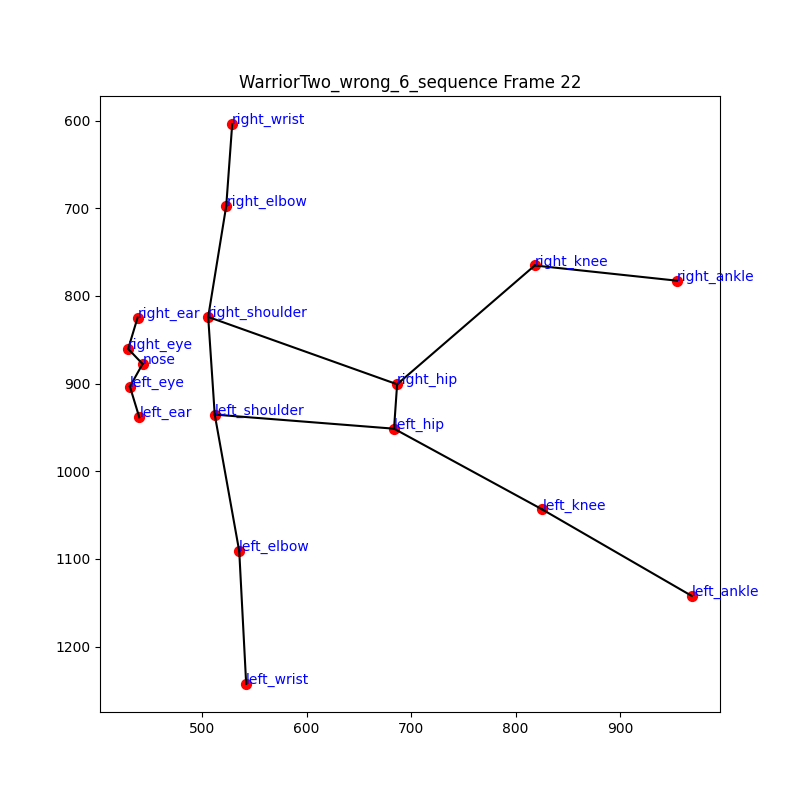 WarriorTwo_wrong_6_sequence Frame 22
600
right_wrist
700
right_elbow
right_knee
right_ankle
800
right_ear
right_shoulder
right_eye
nose
left_eye
right_hip
900
left_ear
left_shoulder
left_hip
1000
left_knee
left_elbow
1100
left_ankle
1200
left_wrist
500 600 700 800 900